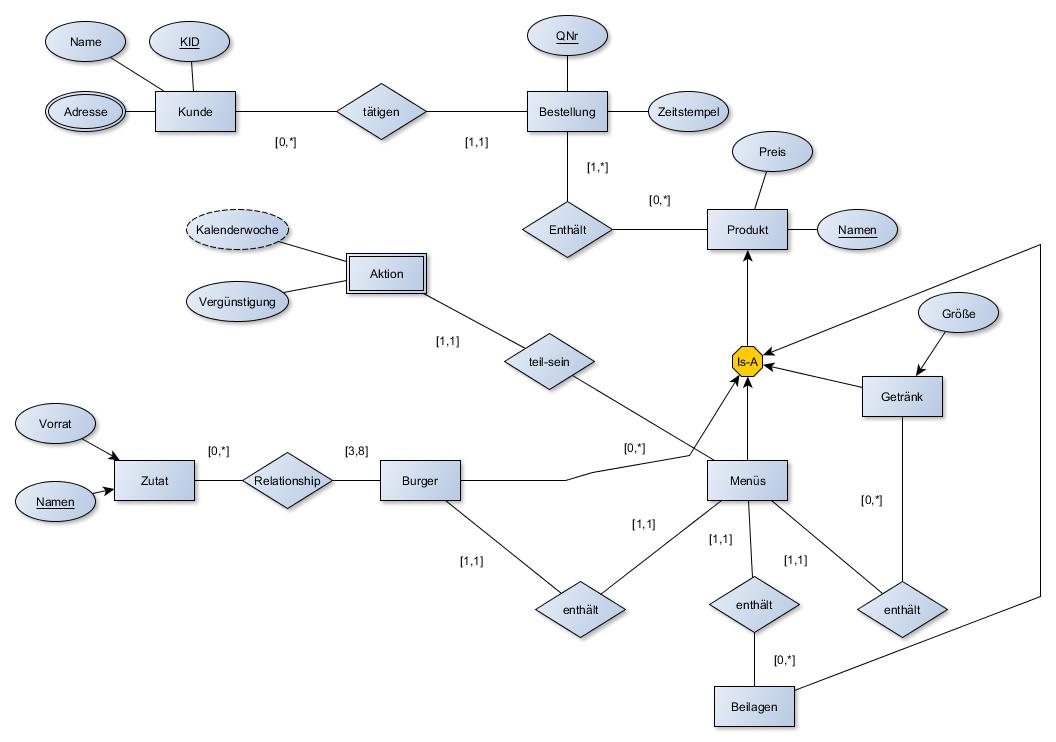 QNr
Name
KID
Adresse
Kunde
tätigen
Bestellung
Zeitstempel
[0,*]
[1,1]
Preis
[1,*]
[0,*]
Kalenderwoche
Enthält
Produkt
Namen
Aktion
Vergünstigung
Größe
[1,1]
teil-sein
Is-A
Getränk
Vorrat
[0,*]
[3,8]
[0,*]
Zutat
Relationship
Burger
Menüs
Namen
[0,*]
[1,1]
[1,1]
[1,1]
[1,1]
enthält
enthält
enthält
[0,*]
Beilagen